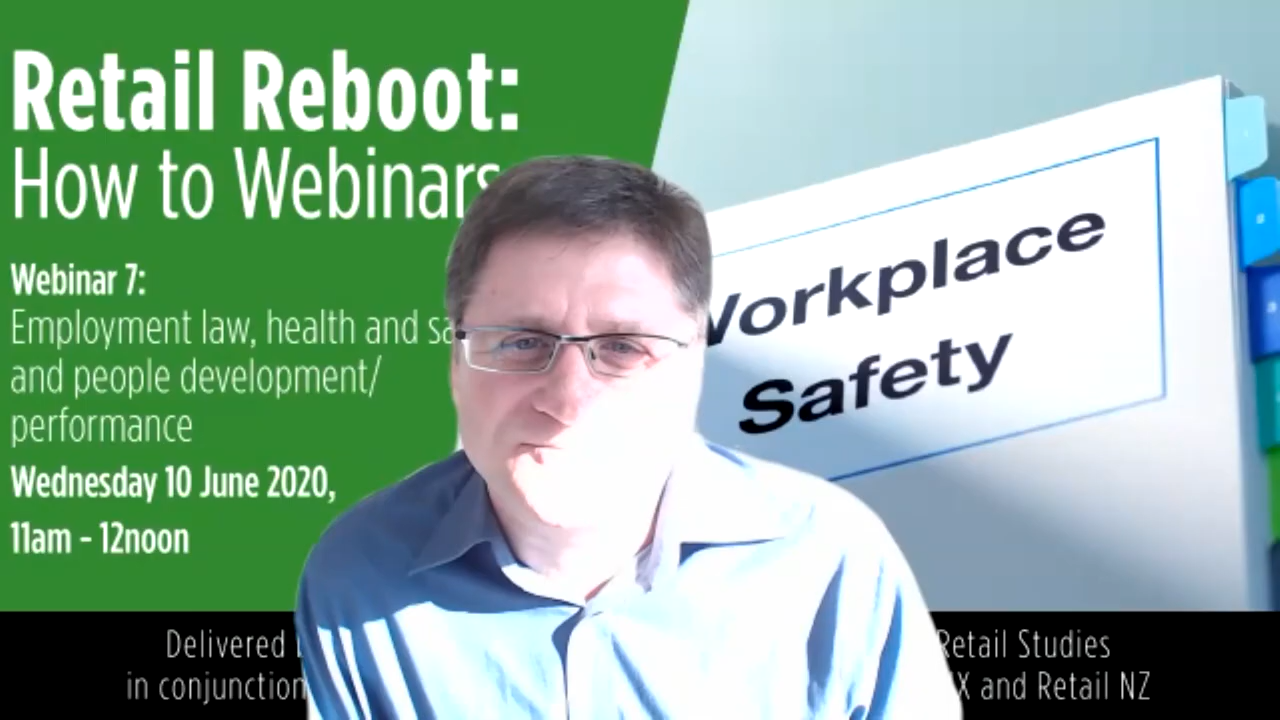 Retail Reboot:
How to Webinars
Webinar 7:
Employment law, health and
and people development/
performance
Wednesday 10 June 2020,
11am - 12noon
Workplace
Safety
Delivered Retail Studies
in conjunction and Retail NZ